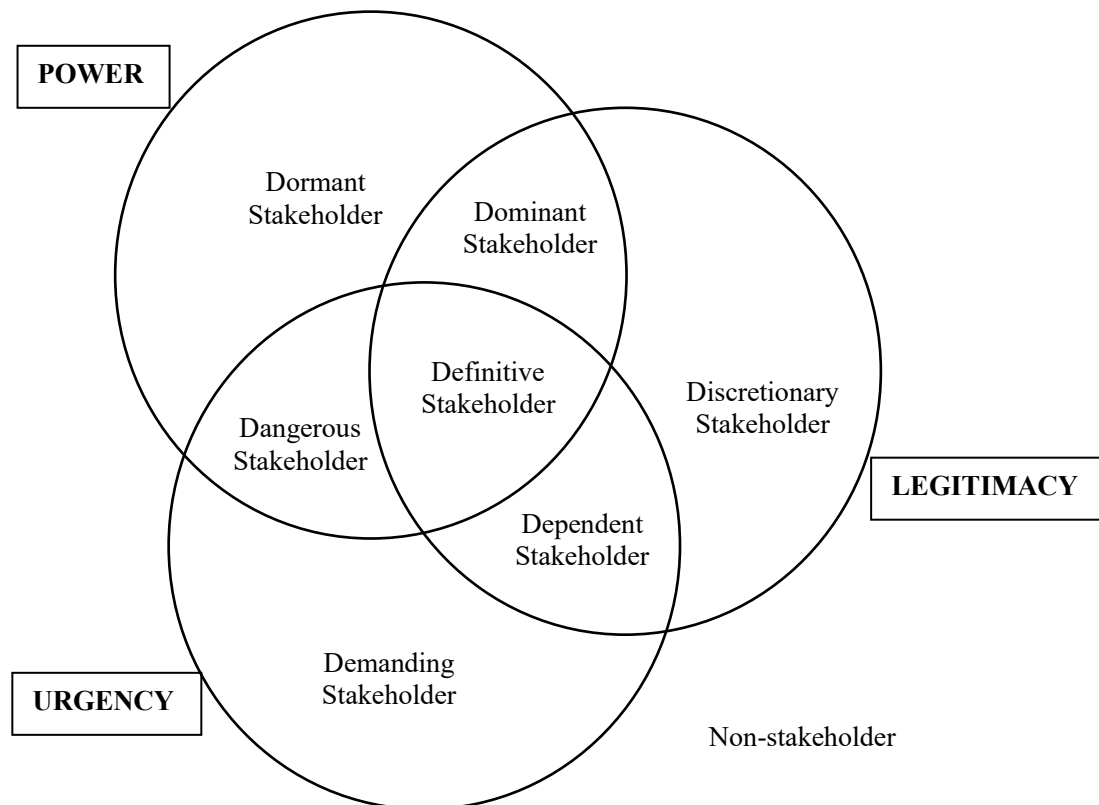 POWER
Dormant
Stakeholder
Dominant
Stakeholder
Definitive
Stakeholder
Discretionary
Stakeholder
Dangerous
Stakeholder
LEGITIMACY
Dependent
Stakeholder
Demanding
Stakeholder
URGENCY
Non-stakeholder